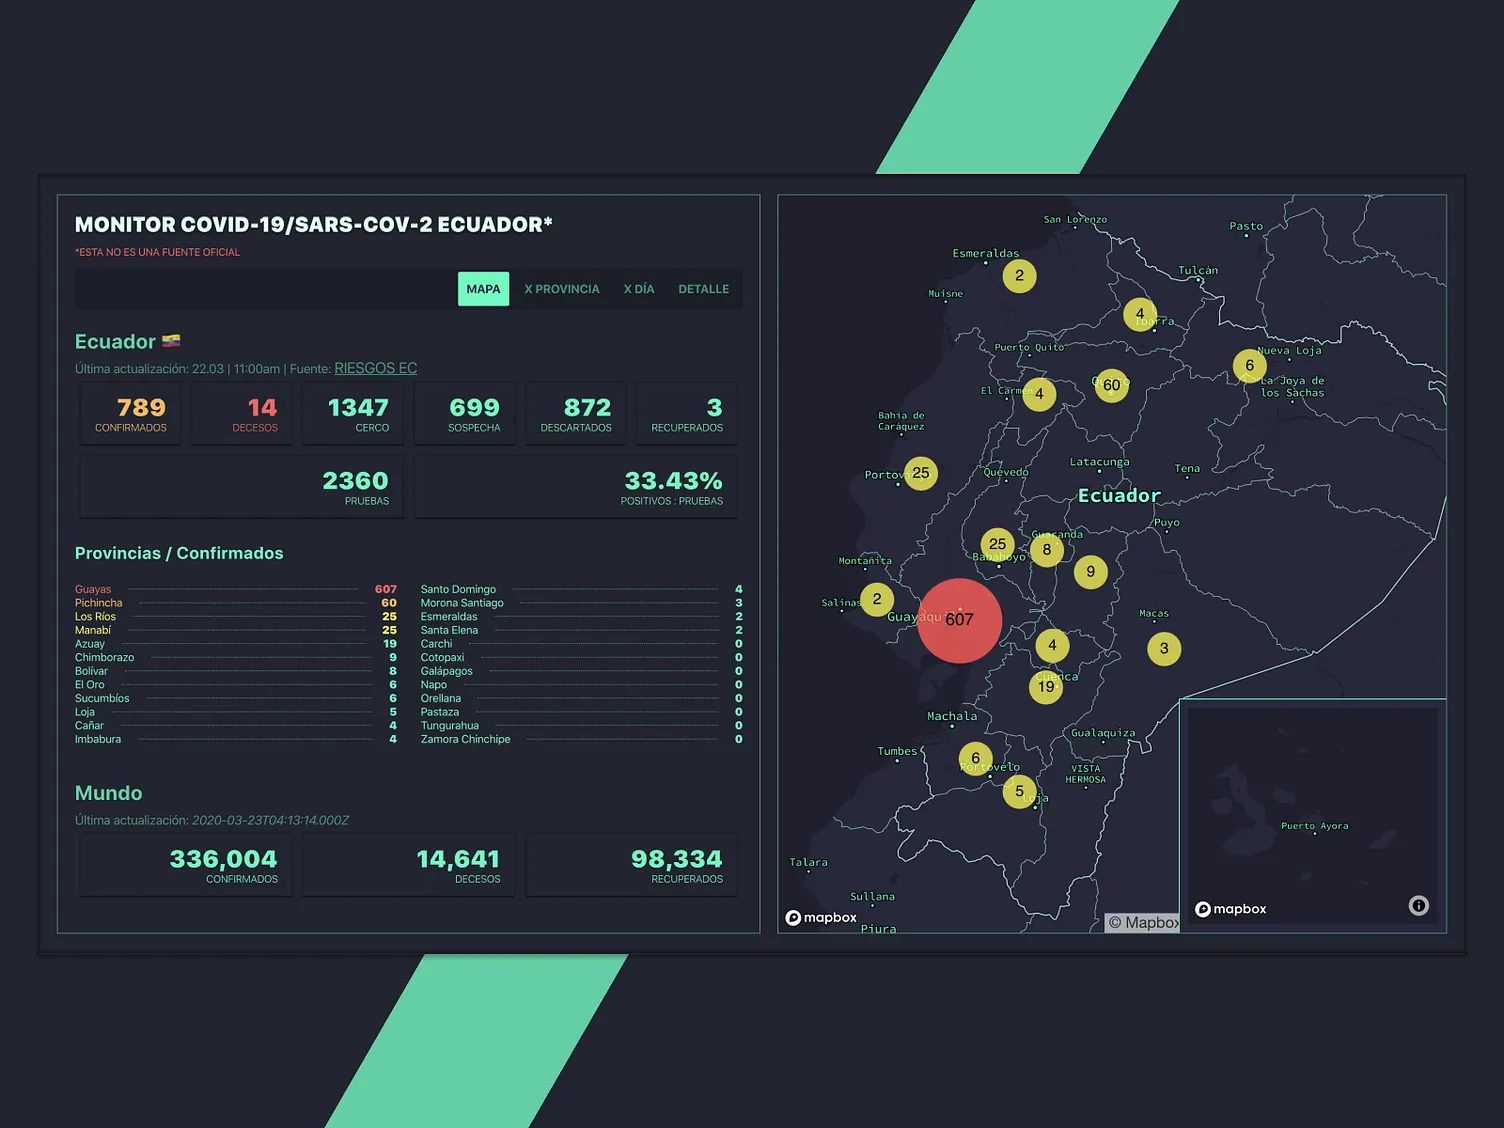 MONITOR COVID-19/SARS-COV-2 ECUADOR*
*ESTA NO ES UNA FUENTE OFICIAL
MAPA X PROVINCIA X DÍA DETALLE
Ecuador
Última actualización: 22.03 | 11:00am | Fuente: RIESGOS EC
789 14 1347 699 872 3
CONFIRMADOS DECESOS CERCO SOSPECHA DESCARTADOS RECUPERADOS
2360 33.43%
PRUEBAS POSITIVOS : PRUEBAS
Provincias / Confirmados
Guayas 607
Pichincha 60
Los Ríos 25
Manabí 25
Azuay 19
Chimborazo 9
Bolívar 8
El Oro 6
Sucumbíos 6
Loja 5
Cañar 4
Imbabura 4
Santo Domingo 4
Morona Santiago 3
Esmeraldas 2
Santa Elena 2
Carchi 0
Cotopaxi 0
Galápagos 0
Napo 0
Orellana 0
Pastaza 0
Tungurahua 0
Zamora Chinchipe 0
Mundo
Última actualización: 2020-03-23T04:13:14.000Z
336,004 14,641 98,334
CONFIRMADOS DECESOS RECUPERADOS
San Lorenzo
Pasto
Esmeraldas
2
Tulcán
Muisne
4
Ibarra
Puerto Quito
Nueva Loja
6
La Joya de
los Sachas
El Carmen
4
60
Quito
Bahía de
Caráquez
Portov
25
Quevedo
Latacunga
Tena
Ecuador
Puyo
25
Babahoyo
Guaranda
8
Montañita
9
Salinas
2
Guayaqu
607
Macas
4
3
Cuenca
19
Machala
Gualaquiza
Tumbes
6
Portovelo
VISTA
HERMOSA
5
Loja
Puerto Ayora
Talara
Sullana
Piura
mapbox
© Mapbox
mapbox